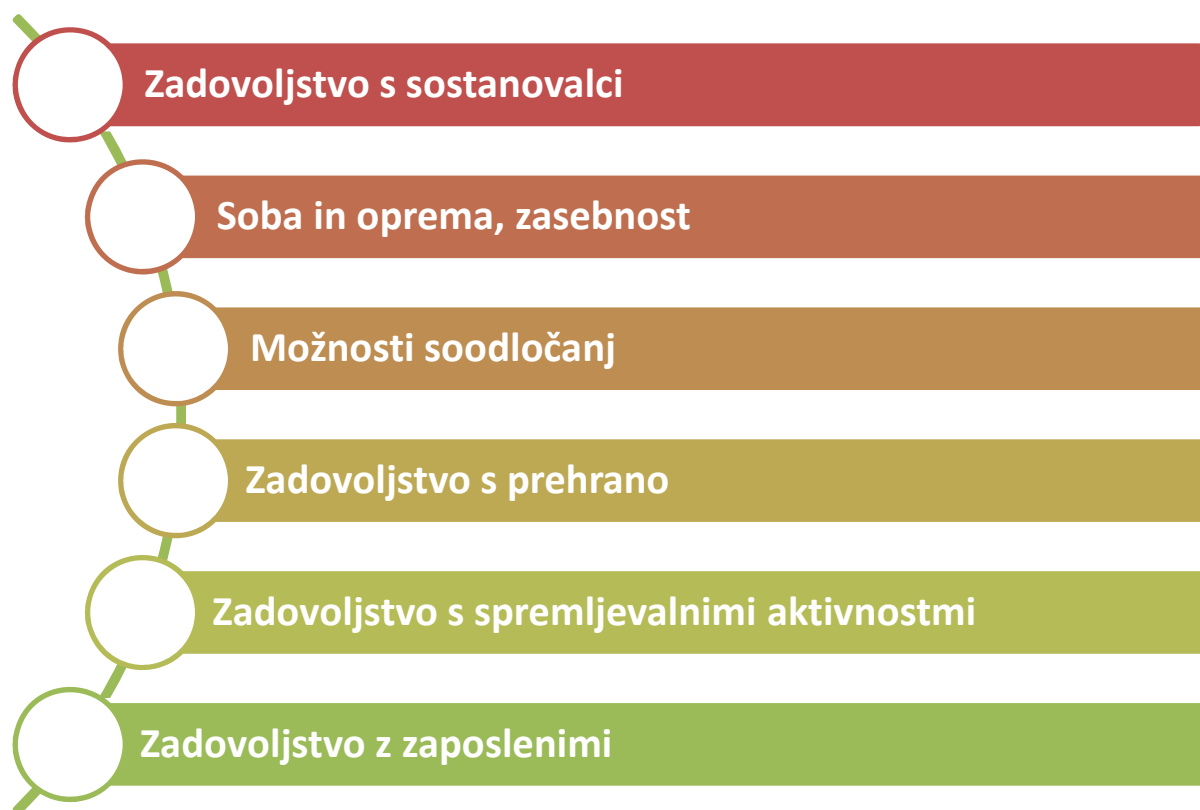 Zadovoljstvo s sostanovalci
Soba in oprema, zasebnost
Možnosti soodločanj
Zadovoljstvo s prehrano
Zadovoljstvo s spremljevalnimi aktivnostmi
Zadovoljstvo z zaposlenimi